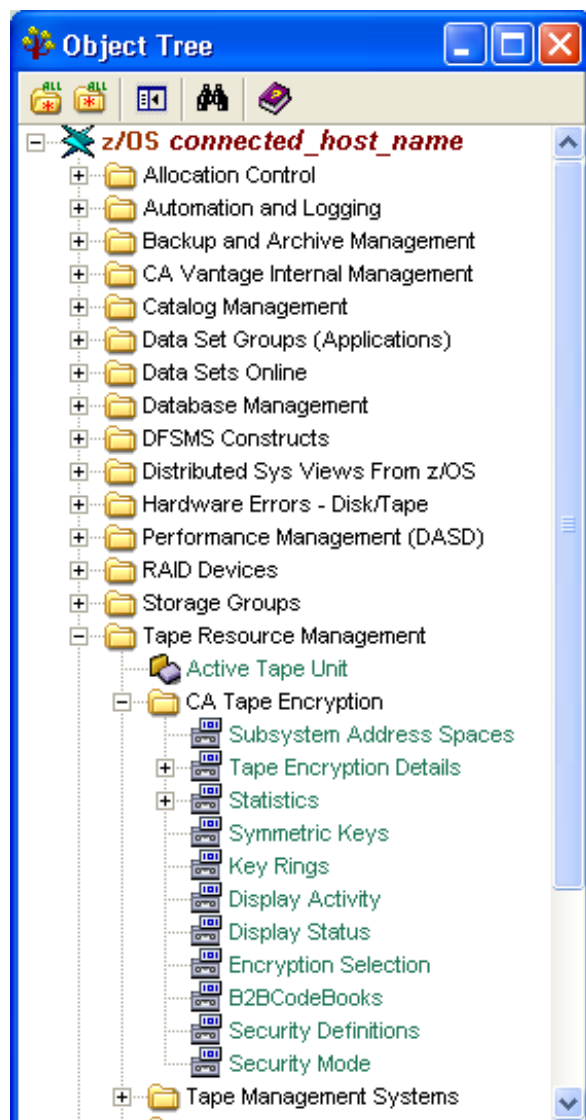 Object Tree
ALL ALL
z/OS connected_host_name
Allocation Control
Automation and Logging
Backup and Archive Management
CA Vantage Internal Management
Catalog Management
Data Set Groups (Applications)
Data Sets Online
Database Management
DFSMS Constructs
Distributed Sys Views From z/OS
Hardware Errors - Disk/Tape
Performance Management (DASD)
RAID Devices
Storage Groups
Tape Resource Management
Active Tape Unit
CA Tape Encryption
Subsystem Address Spaces
Tape Encryption Details
Statistics
Symmetric Keys
Key Rings
Display Activity
Display Status
Encryption Selection
B2BCodeBooks
Security Definitions
Security Mode
Tape Management Systems